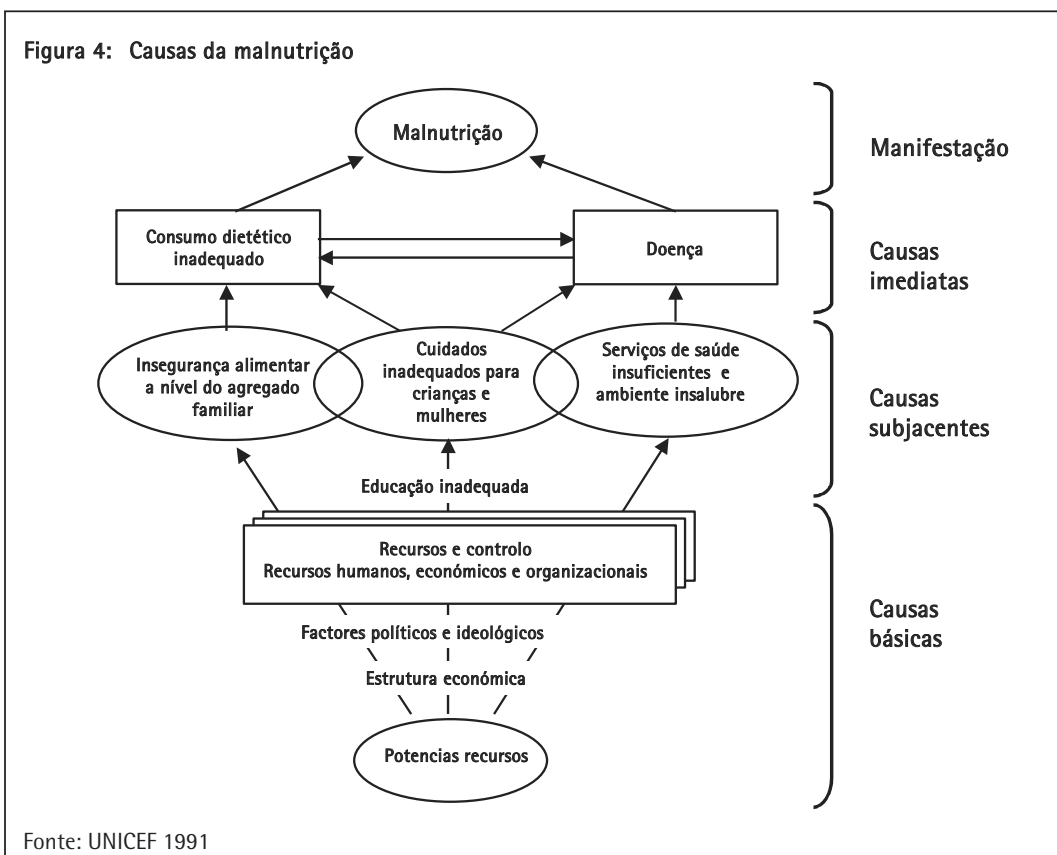 Figura 4: Causas da malnutrição
Malnutrição
Manifestação
Consumo dietético
inadequado
Doença
Causas
imediatas
Insegurança alimentar
a nível do agregado
familiar
Cuidados
inadequados para
crianças e
mulheres
Serviços de saúde
insuficientes e
ambiente insalubre
Causas
subjacentes
Educação inadequada
Recursos e controlo
Recursos humanos, económicos e organizacionais
Factores políticos e ideológicos
Estrutura económica
Causas
básicas
Potencias recursos
Fonte: UNICEF 1991